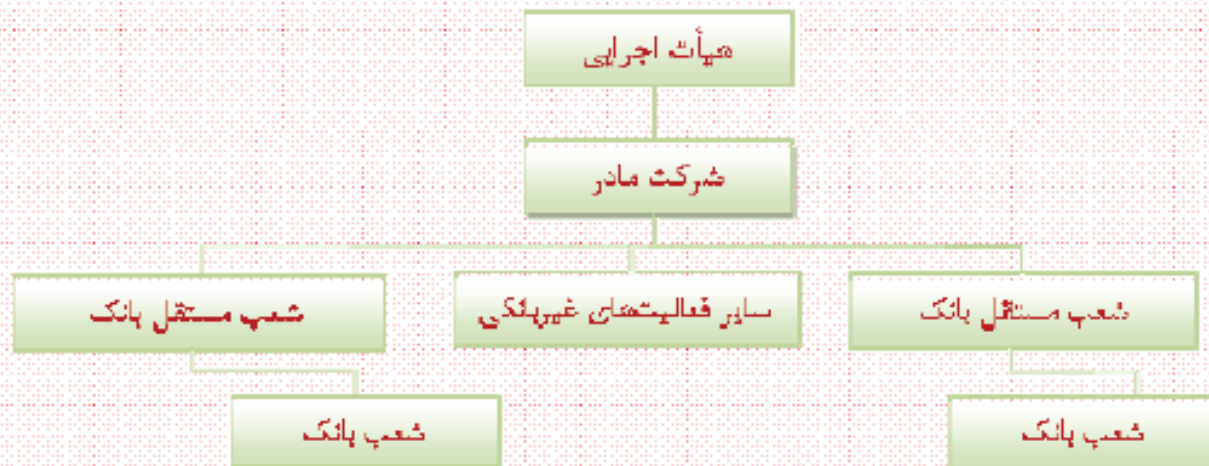 هیأت اجرایی
شرکت مادر
شعب مستقل بانک
سایر فعالیت‌های غیربانکی
شعب مستقل بانک
شعب بانک
شعب بانک